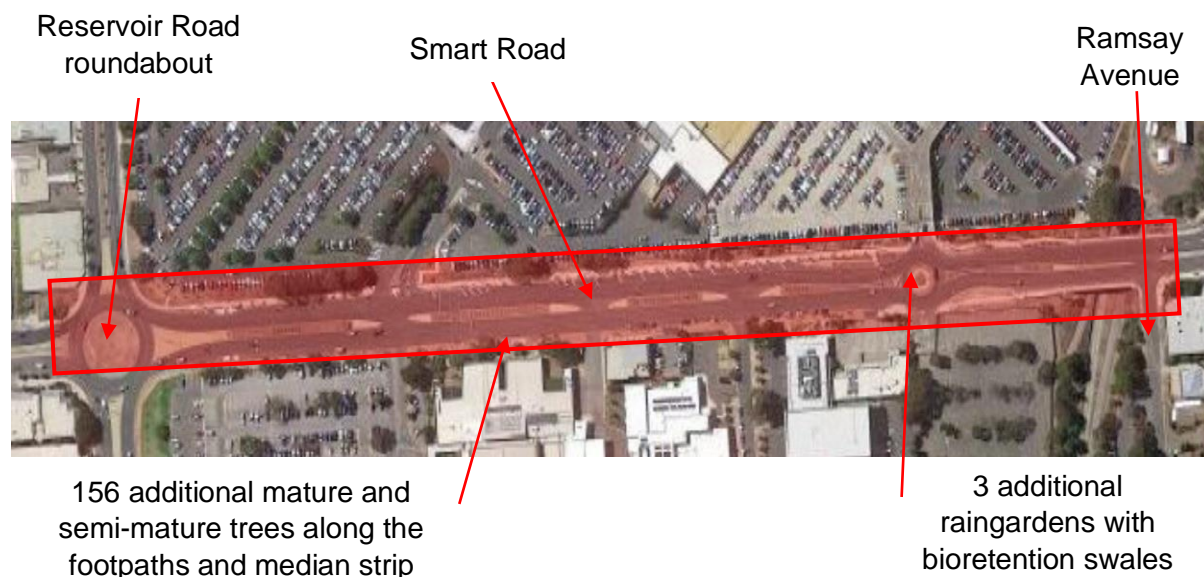 Reservoir Road
roundabout
Smart Road
Ramsay
Avenue
156 additional mature and
semi-mature trees along the
footpaths and median strip
3 additional
raingardens with
bioretention swales